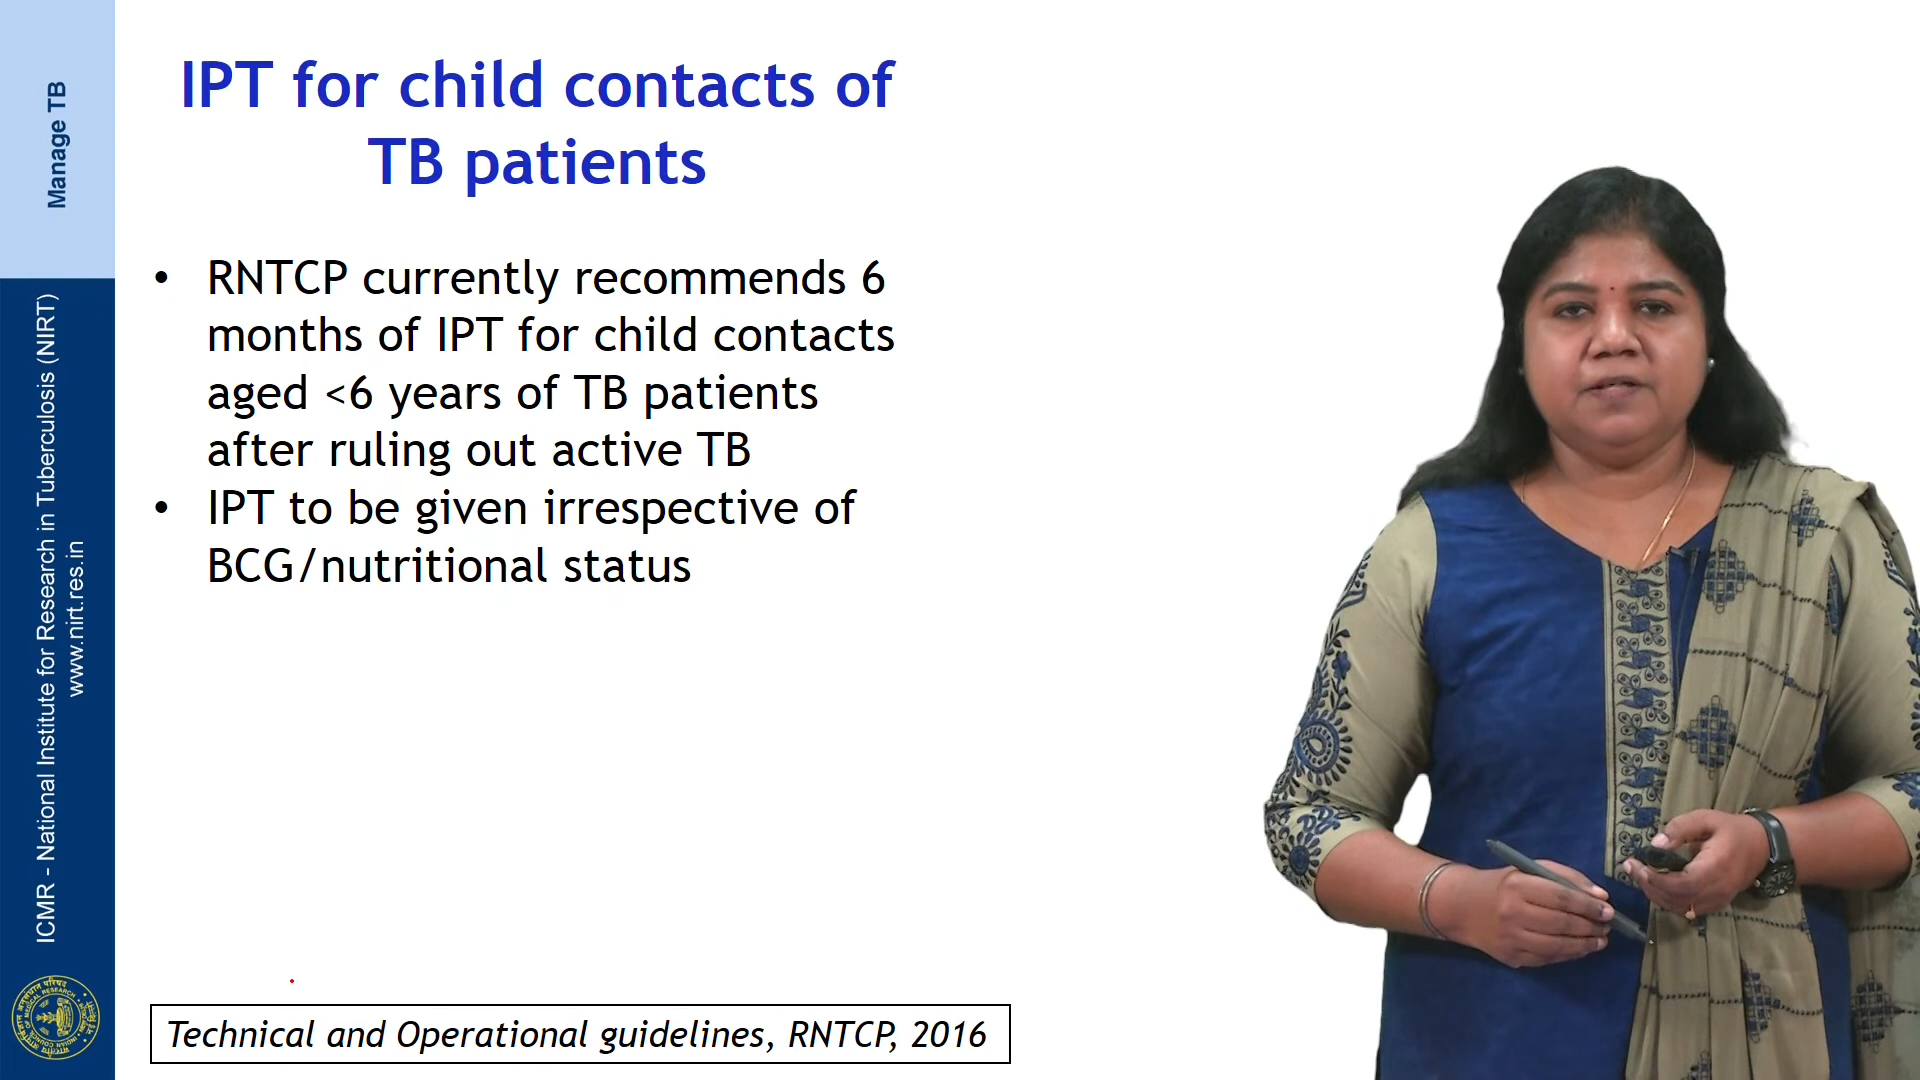 Manage TB
ICMR - National Institute for Research in Tuberculosis (NIRT)
www.nirt.res.in
IPT for child contacts of
TB patients
• RNTCP currently recommends 6
months of IPT for child contacts
aged <6 years of TB patients
after ruling out active TB
• IPT to be given irrespective of
BCG/nutritional status
Technical and Operational guidelines, RNTCP, 2016